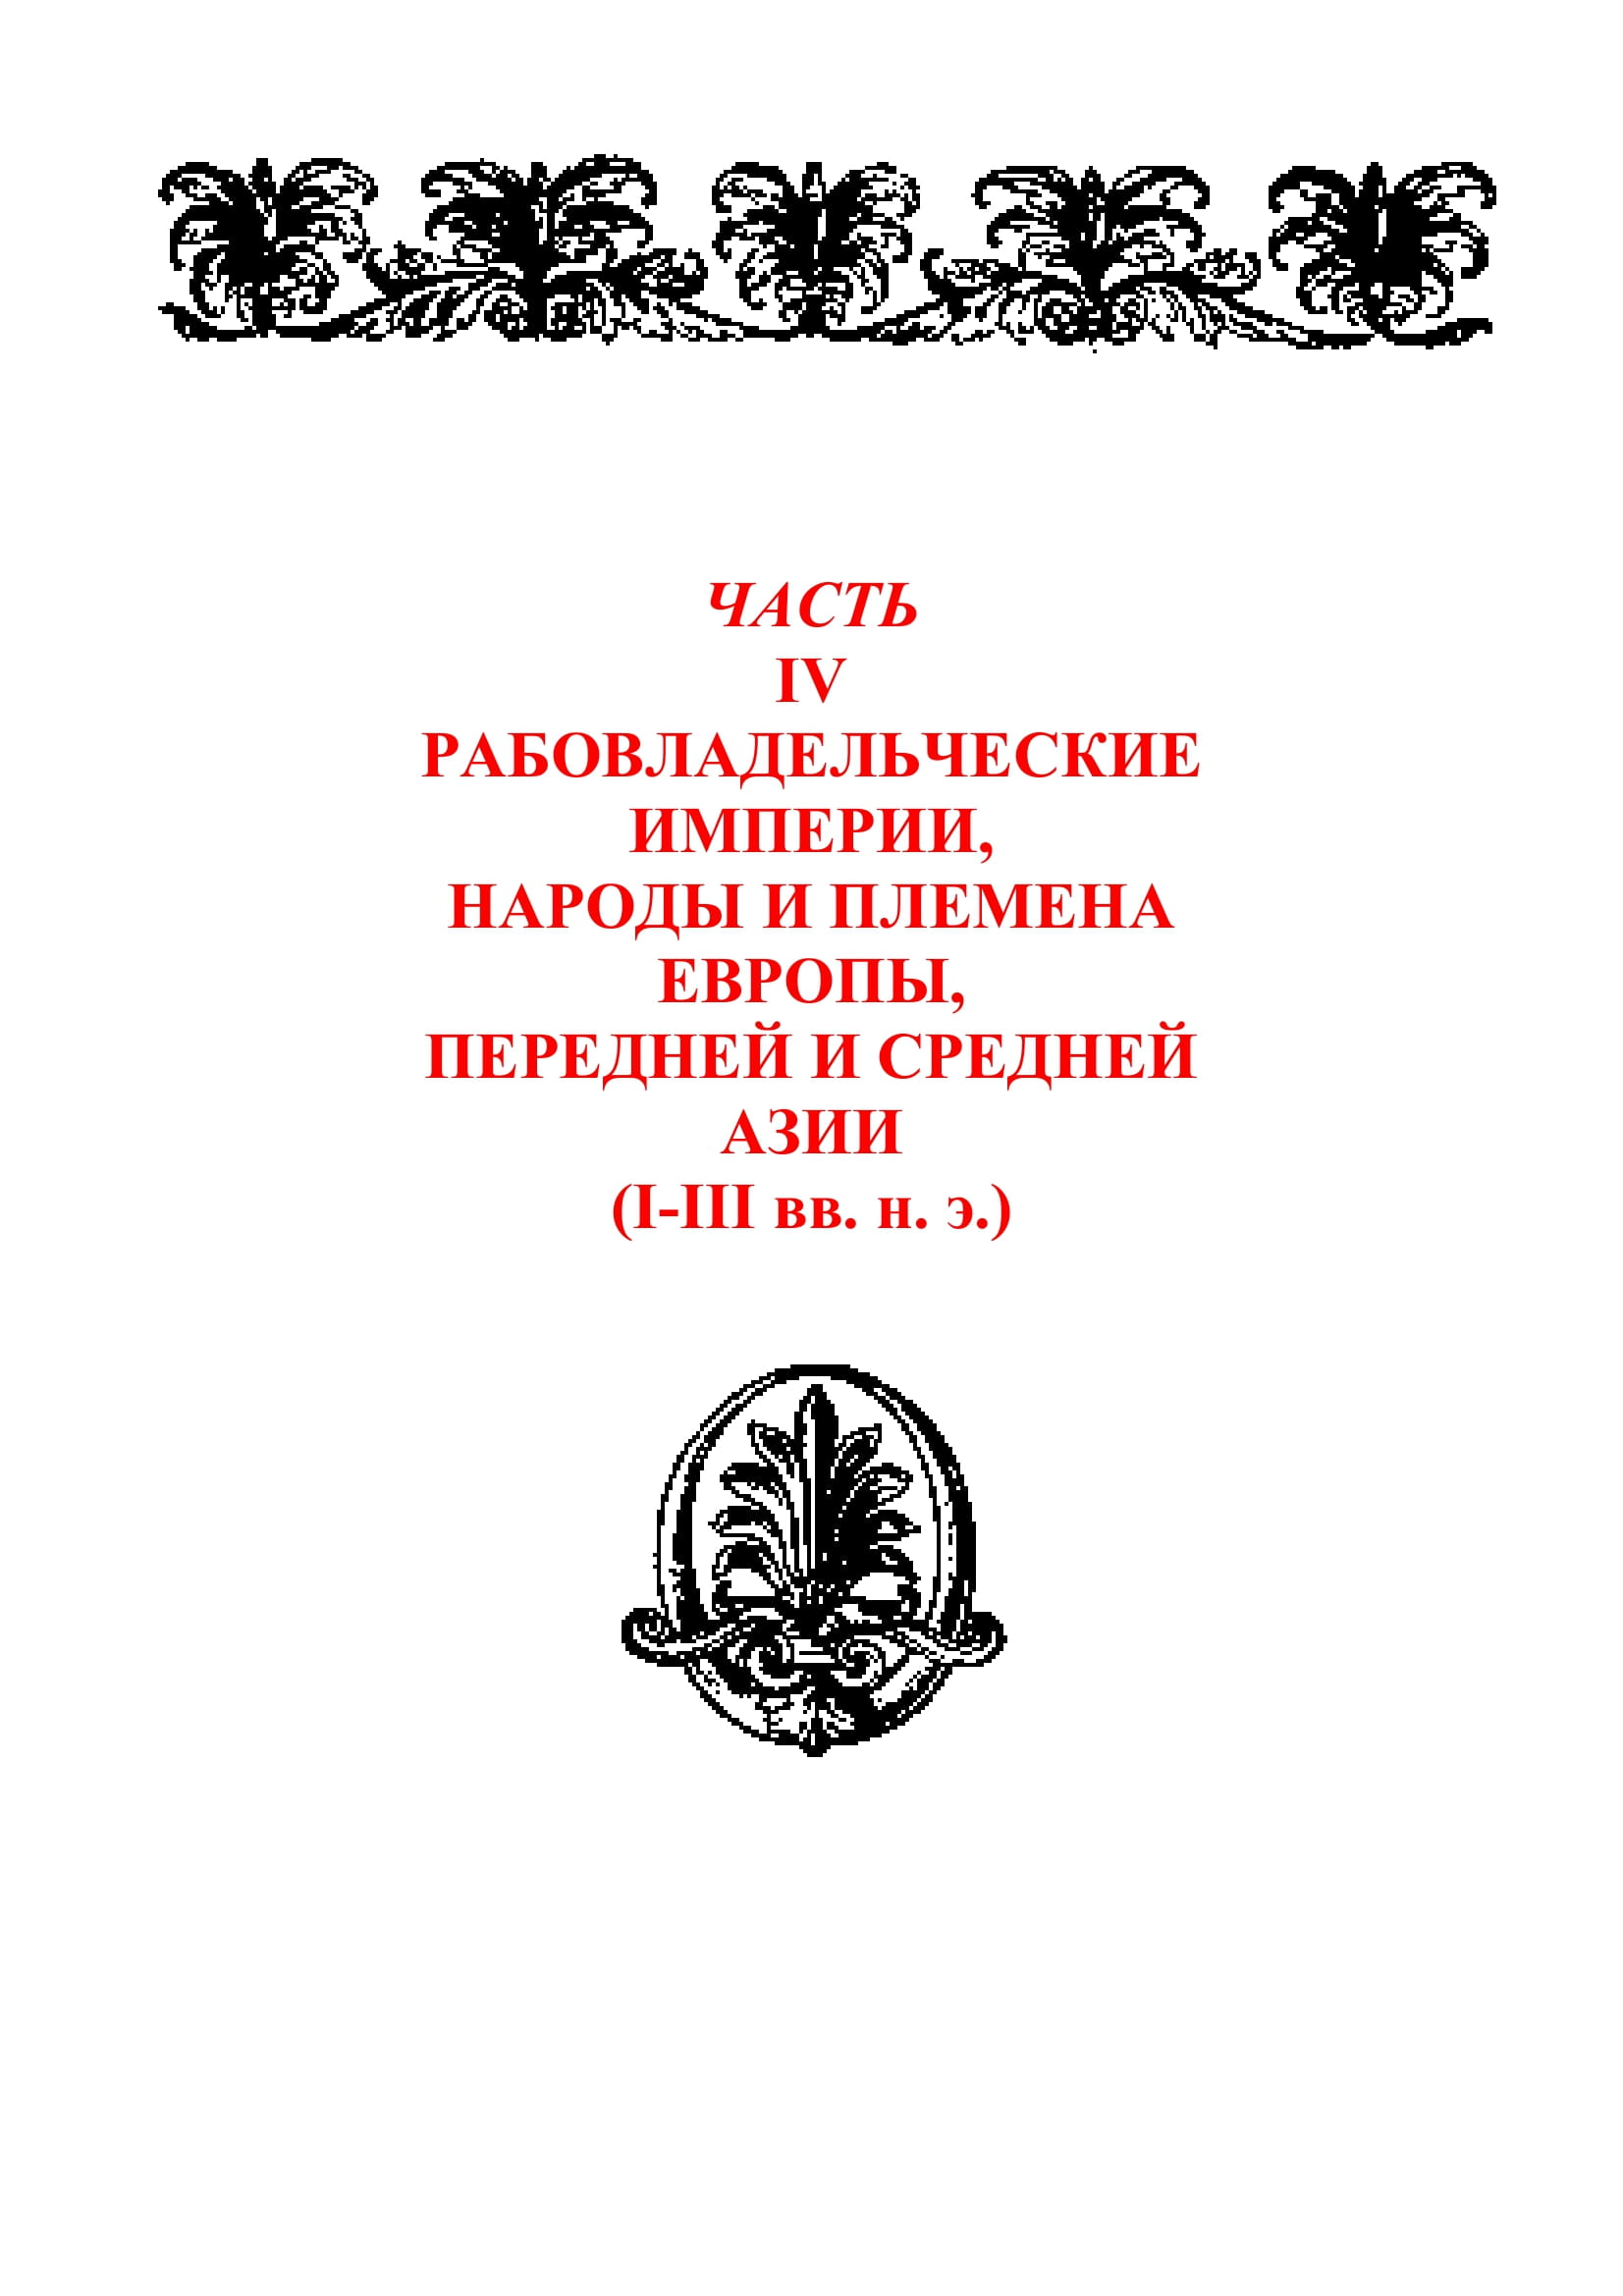 ЧАСТЬ
IV
РАБОВЛАДЕЛЬЧЕСКИЕ
ИМПЕРИИ,
НАРОДЫ И ПЛЕМЕНА
ЕВРОПЫ,
ПЕРЕДНЕЙ И СРЕДНЕЙ
АЗИИ
(I-III вв. н. э.)